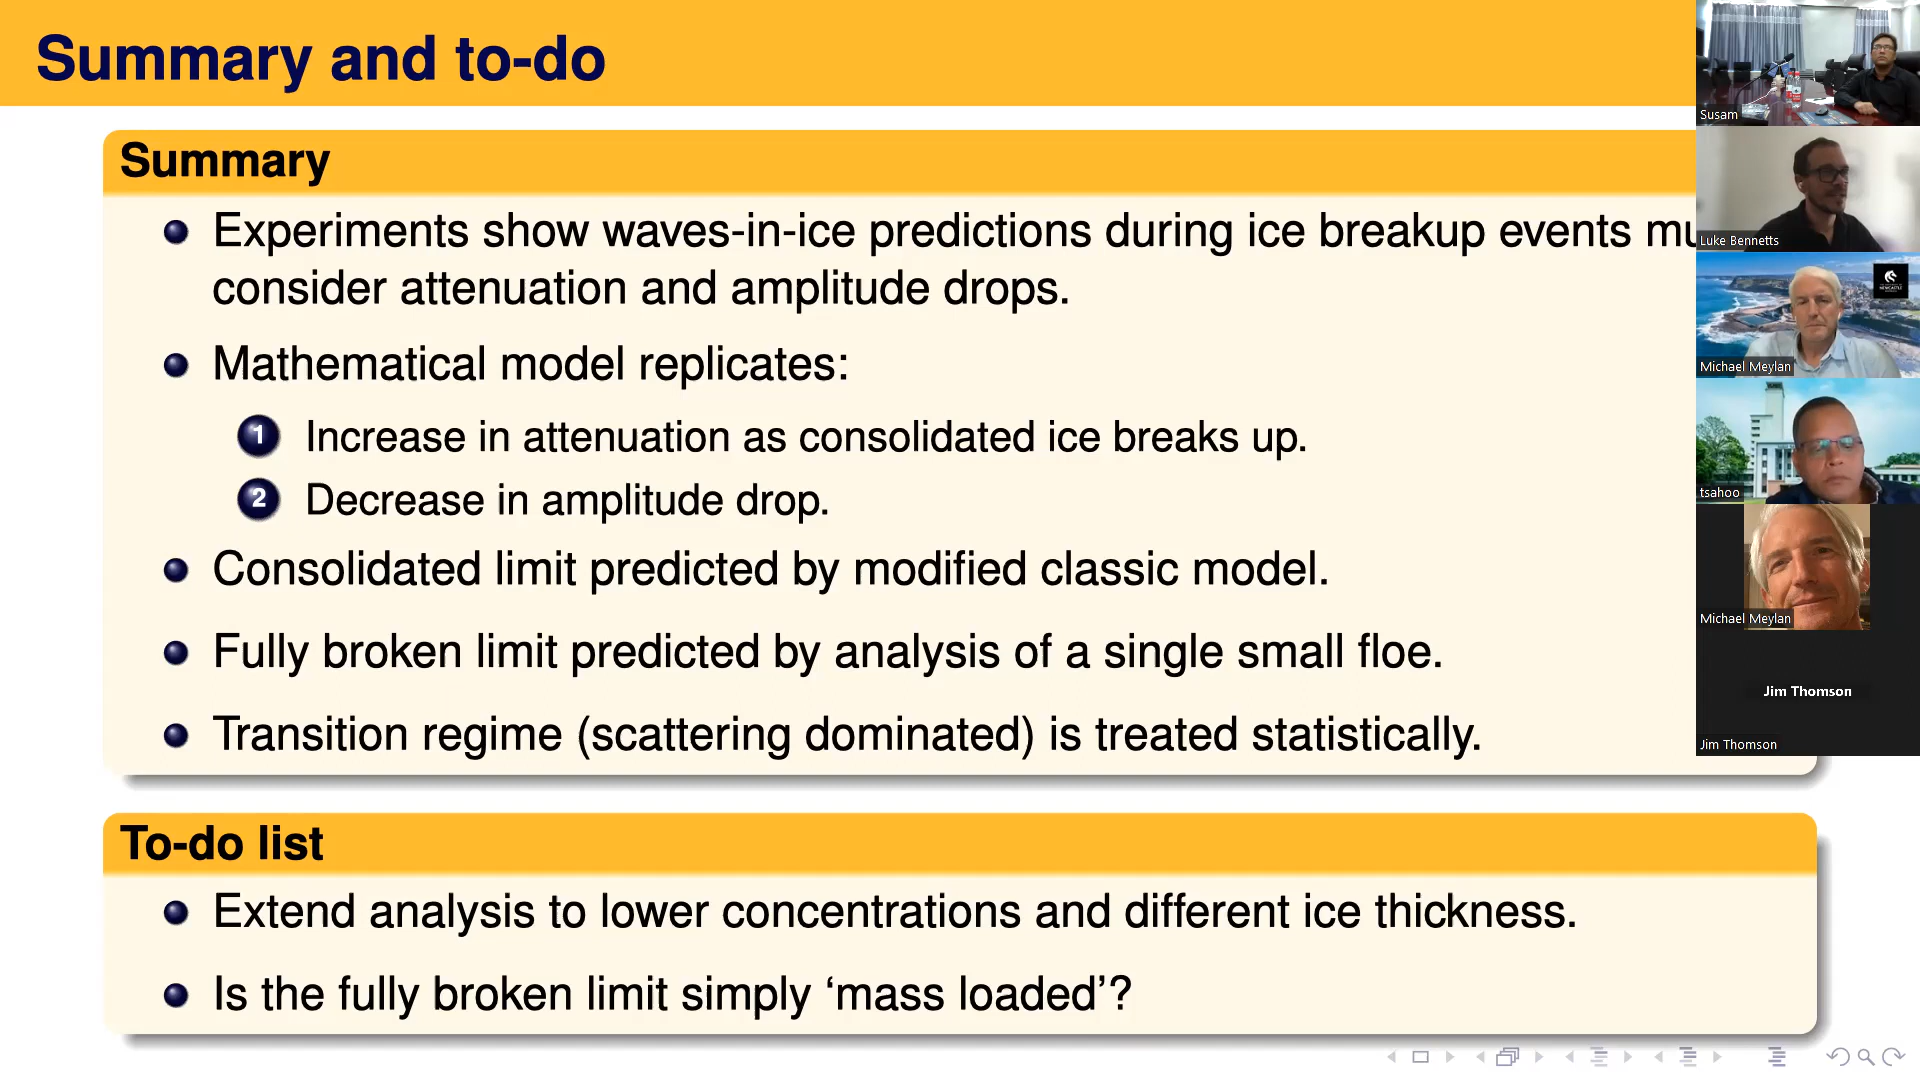 Summary and to-do
Summary
Experiments show waves-in-ice predictions during ice breakup events
consider attenuation and amplitude drops.
Mathematical model replicates:
1 Increase in attenuation as consolidated ice breaks up.
2 Decrease in amplitude drop.
Consolidated limit predicted by modified classic model.
Fully broken limit predicted by analysis of a single small floe.
Transition regime (scattering dominated) is treated statistically.
To-do list
Extend analysis to lower concentrations and different ice thickness.
Is the fully broken limit simply ‘mass loaded’?
Susam
Luke Bennetts
NEWCASTLE
Michael Meylan
tsahoo
Michael Meylan
Jim Thomson
Jim Thomson